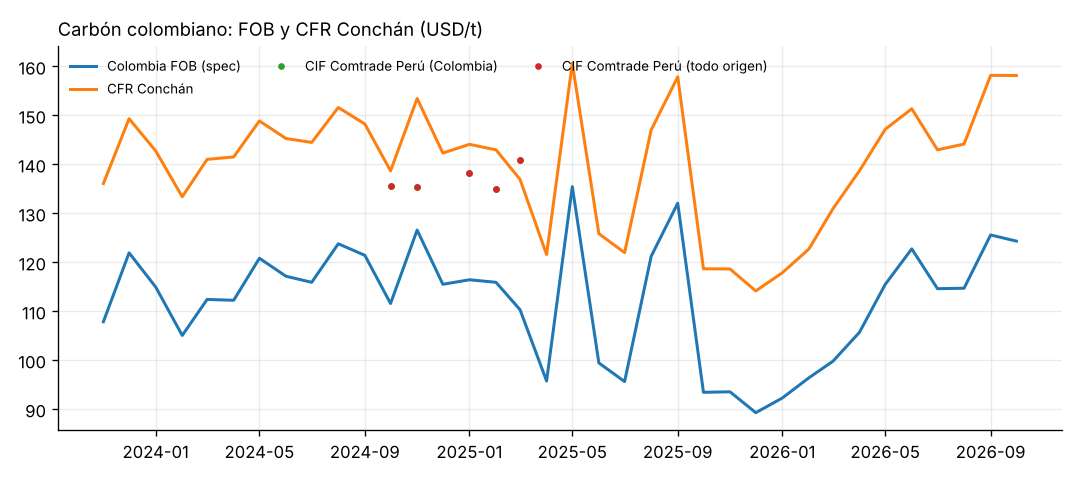 Carbón colombiano: FOB y CFR Conchán (USD/t)
Colombia FOB (spec)
CFR Conchán
CIF Comtrade Perú (Colombia)
CIF Comtrade Perú (todo origen)
160
150
140
130
120
110
100
90
2024-01 2024-05 2024-09 2025-01 2025-05 2025-09 2026-01 2026-05 2026-09